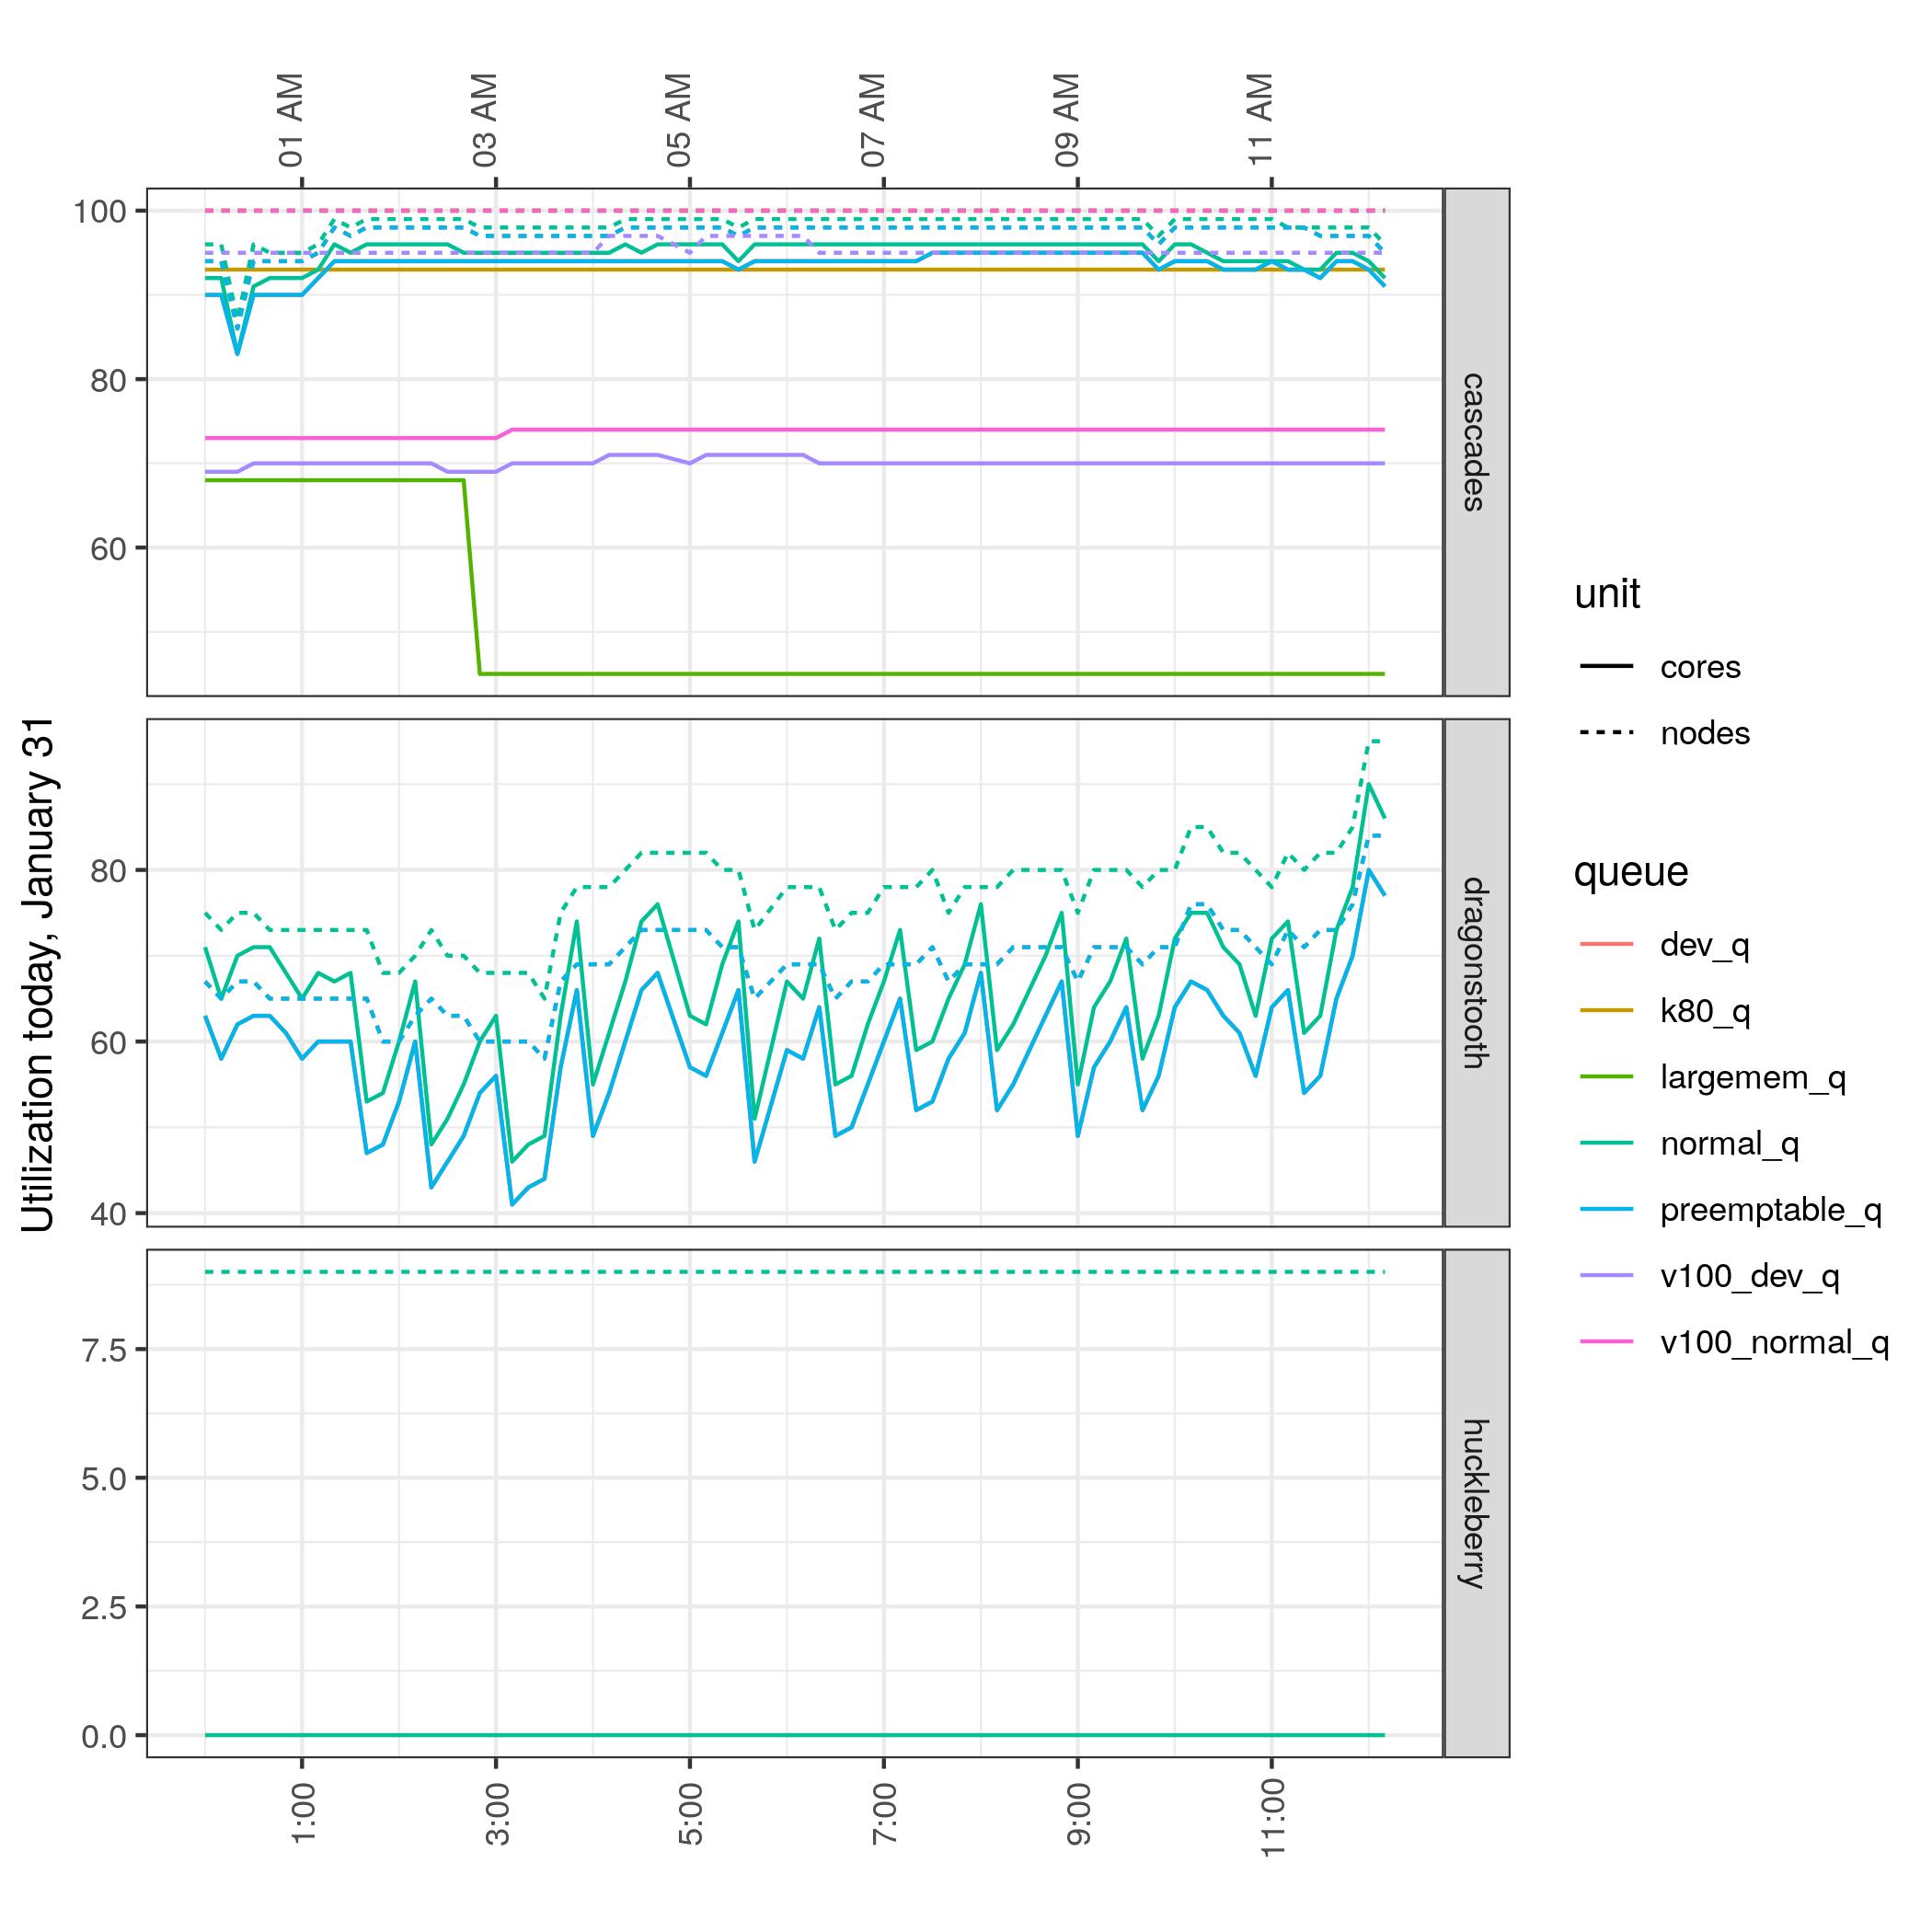 01 AM
03 AM
05 AM
07 AM
09 AM
11 AM
Utilization today, January 31
100
80
60
cascades
80
60
40
dragonstooth
7.5
5.0
2.5
0.0
huckleberry
1:00
3:00
5:00
7:00
9:00
11:00
unit
cores
nodes
queue
dev_q
k80_q
largemem_q
normal_q
preemptable_q
v100_dev_q
v100_normal_q